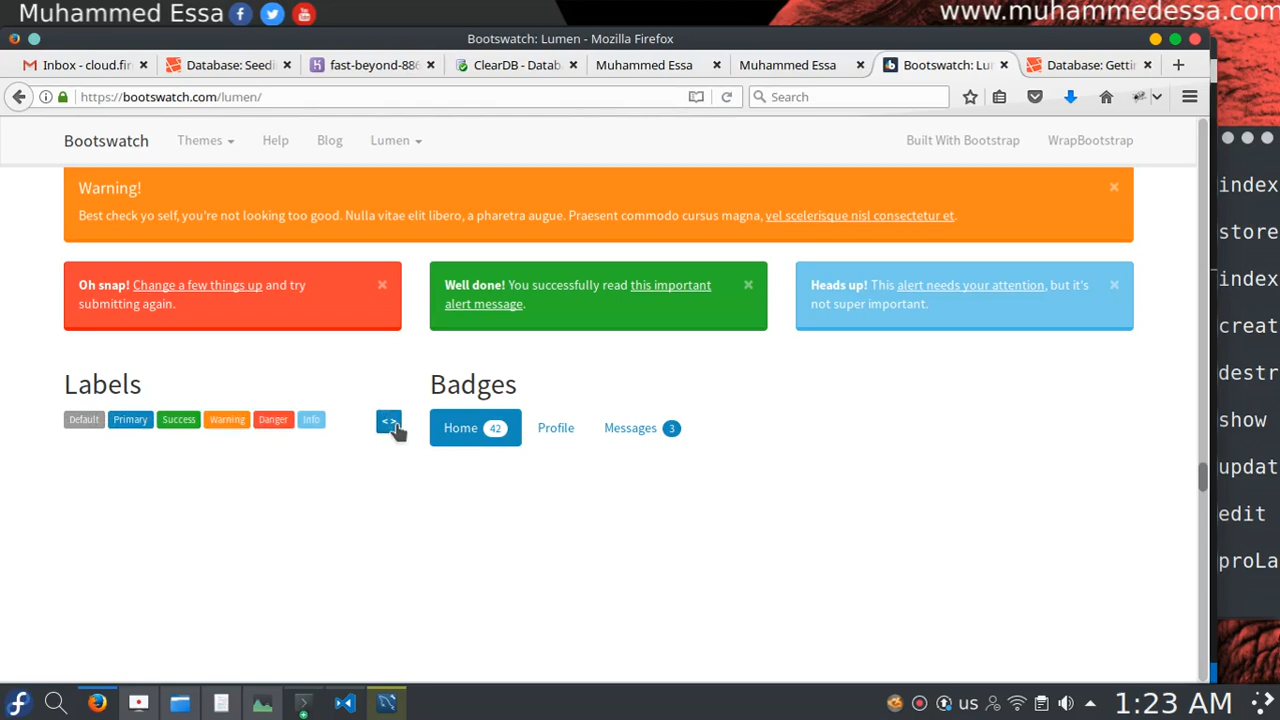 Muhammed Essa
www.muhammedessa.com
Bootswatch: Lumen - Mozilla Firefox
Inbox - cloud.fir
Database: Seedi
fast-beyond-886
ClearDB - Datab
Muhammed Essa
Muhammed Essa
Bootswatch: Lu
Database: Getti
https://bootswatch.com/lumen/
Search
Bootswatch
Themes
Help
Blog
Lumen
Built With Bootstrap
WrapBootstrap
Warning!
Best check yo self, you're not looking too good. Nulla vitae elit libero, a pharetra augue. Praesent commodo cursus magna, vel scelerisque nisl consectetur et.
Oh snap! Change a few things up and try
submitting again.
Well done! You successfully read this important
alert message.
Heads up! This alert needs your attention, but it's
not super important.
Labels
Badges
Default
Primary
Success
Warning
Danger
Info
< >
Home 42
Profile
Messages 3
index
store
index
creat
destr
show
updat
edit
proLa
us
1:23 AM